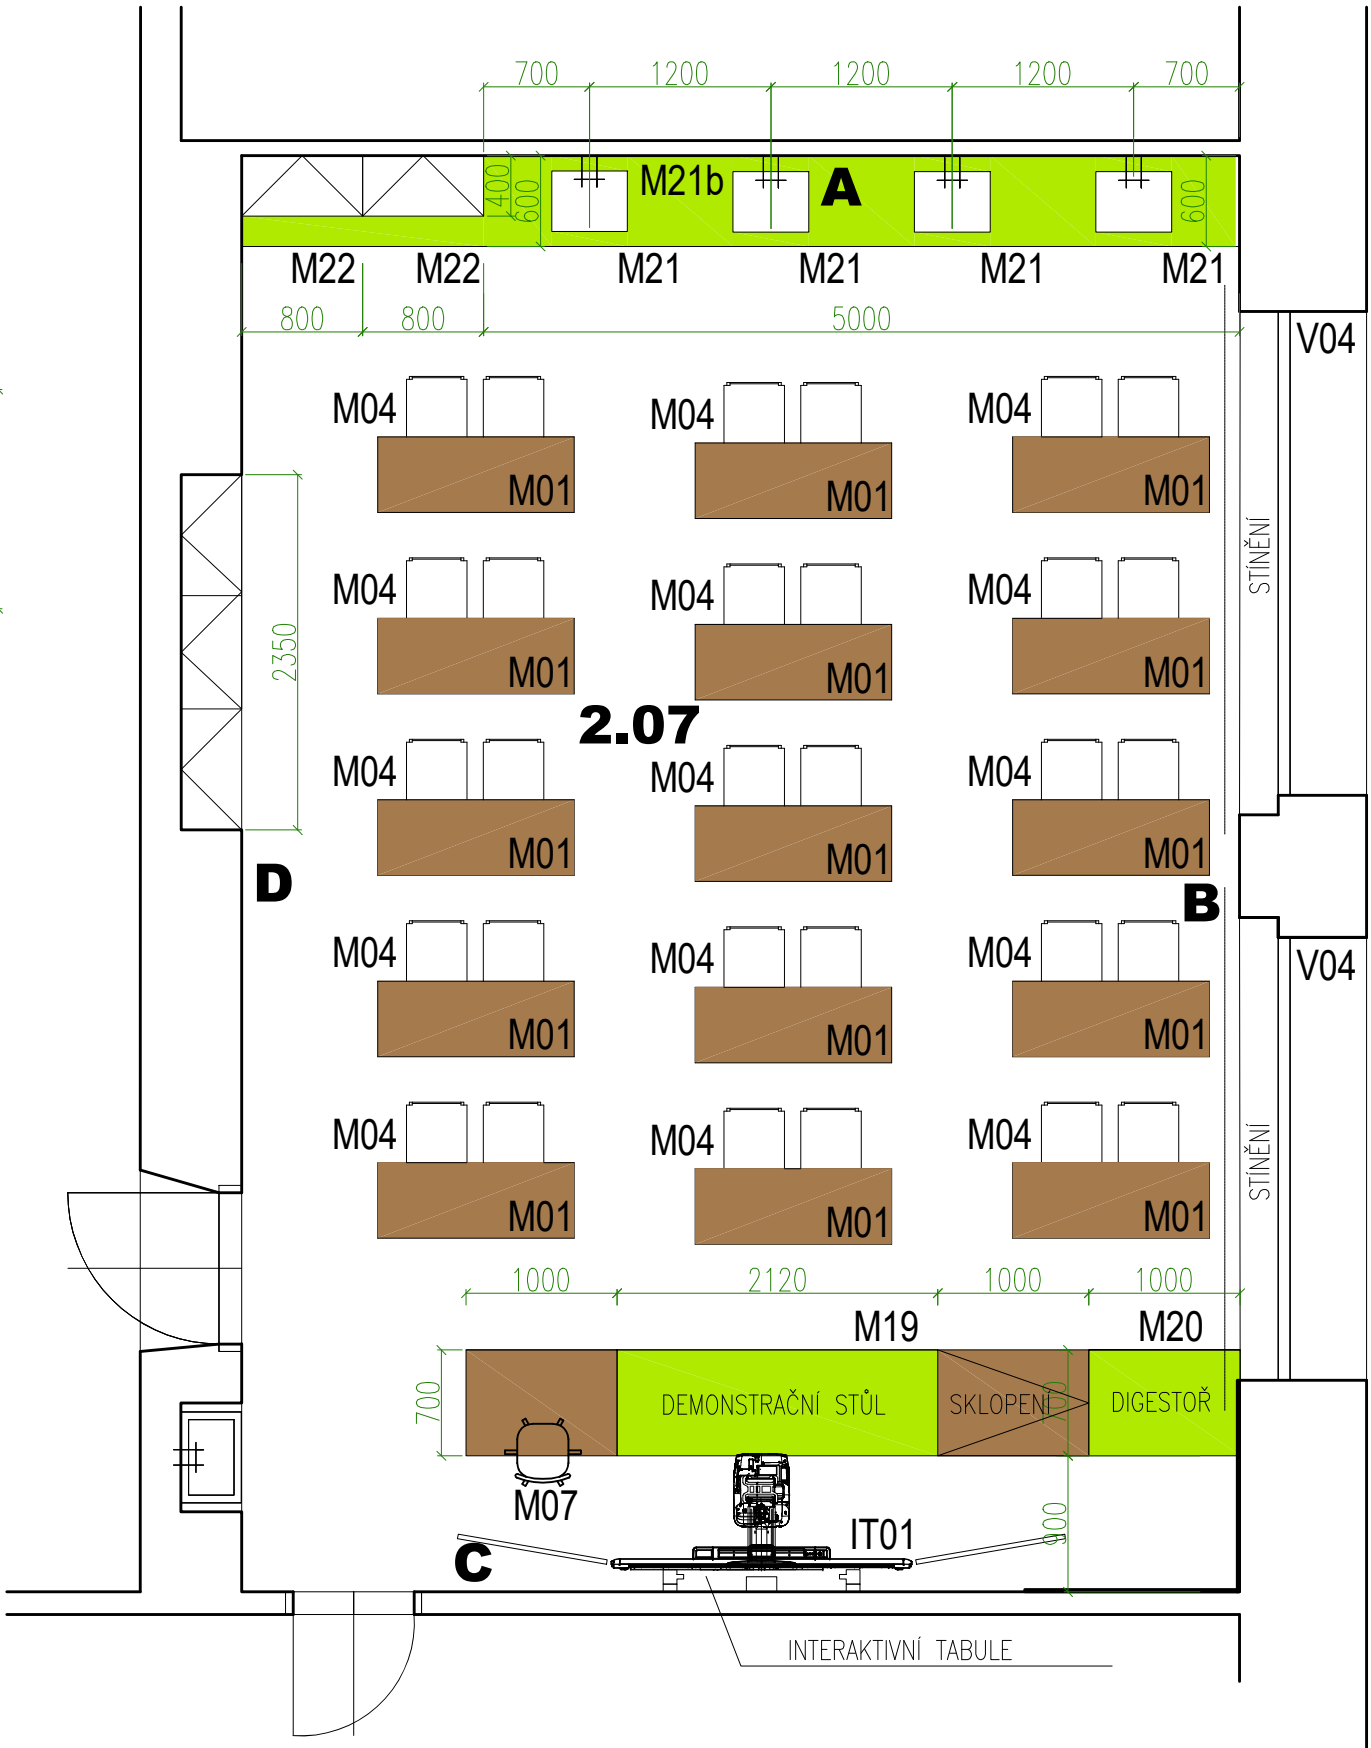 700 1200 1200 1200 700
400 600 M21b A 600
M22 M22 M21 M21 M21 M21
800 800 5000
V04
M04 M04 M04
M01 M01 M01
STÍNĚNÍ
M04 M04 M04
2350
M01 M01 M01
2.07
M04 M04 M04
M01 M01 M01
D B
M04 M04 M04
V04
M01 M01 M01
M04 M04 M04
STÍNĚNÍ
M01 M01 M01
1000 2120 1000 1000
M19 M20
700 DEMONSTRAČNÍ STŮL SKLOPENÍ 700 DIGESTOŘ
M07
IT01 900
C
INTERAKTIVNÍ TABULE